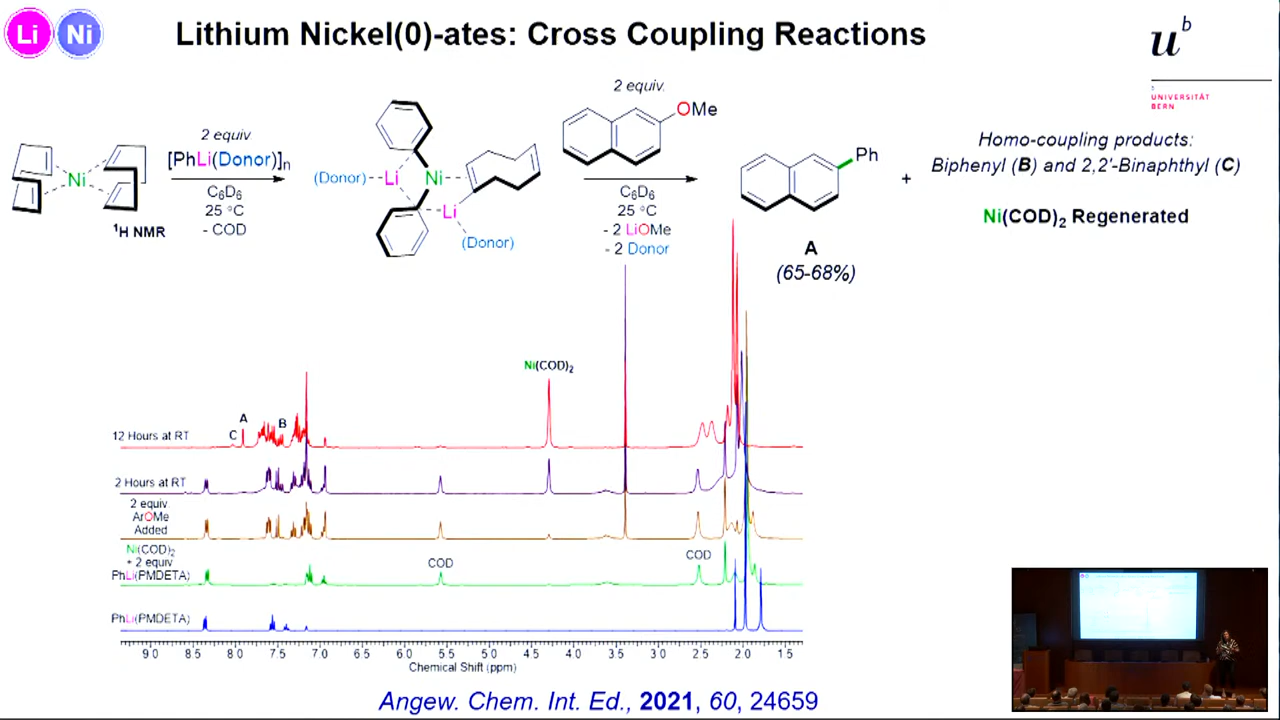 Li Ni
Lithium Nickel(0)-ates: Cross Coupling Reactions
u^b
UNIVERSITÄT
BERN
Ni
¹H NMR
2 equiv
[PhLi(Donor)]n
C6D6
25 °C
- COD
(Donor) Li Ni
Li
(Donor)
2 equiv.
OMe
C6D6
25 °C
- 2 LiOMe
- 2 Donor
Ph
A
(65-68%)
+
Homo-coupling products:
Biphenyl (B) and 2,2'-Binaphthyl (C)
Ni(COD)2 Regenerated
Ni(COD)2
A
C
B
12 Hours at RT
2 Hours at RT
2 equiv.
ArOMe
Added
Ni(COD)2
+ 2 equiv
PhLi(PMDETA)
COD
COD
PhLi(PMDETA)
9.0 8.5 8.0 7.5 7.0 6.5 6.0 5.5 5.0 4.5 4.0 3.5 3.0 2.5 2.0 1.5
Chemical Shift (ppm)
Angew. Chem. Int. Ed., 2021, 60, 24659